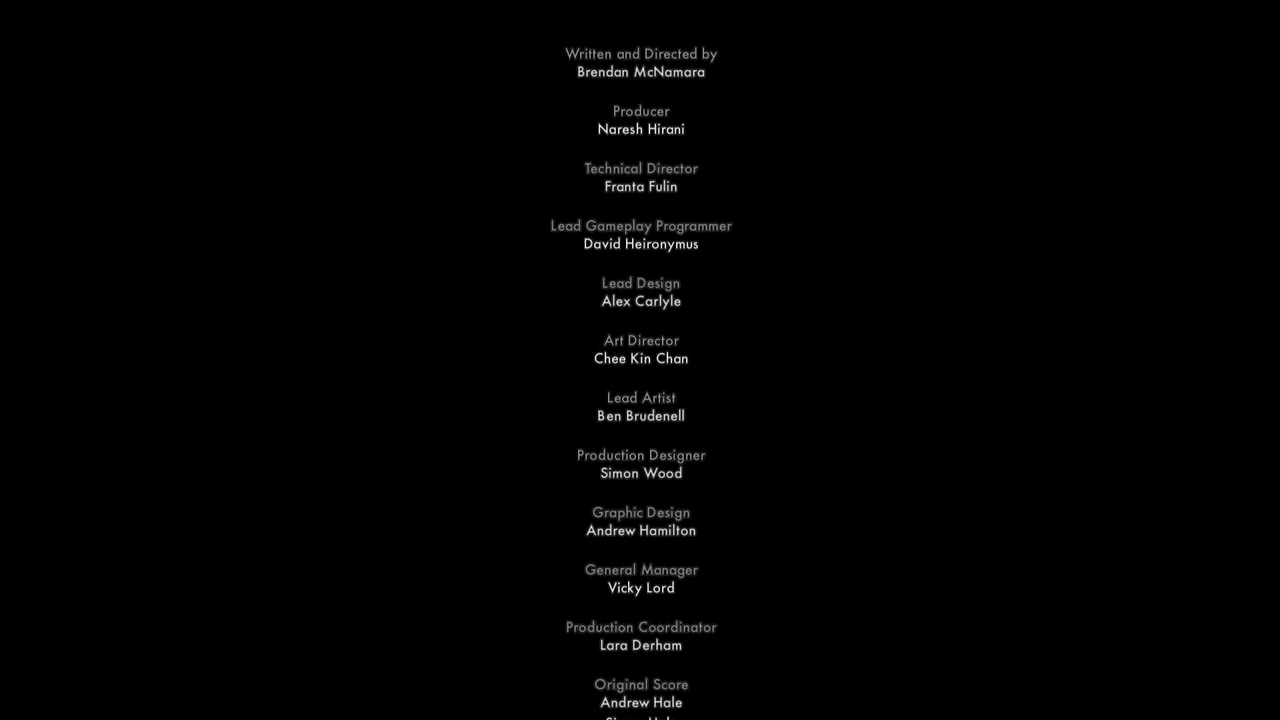 Written and Directed by
Brendan McNamara
Producer
Naresh Hirani
Technical Director
Franta Fulin
Lead Gameplay Programmer
David Heironymus
Lead Design
Alex Carlyle
Art Director
Chee Kin Chan
Lead Artist
Ben Brudenell
Production Designer
Simon Wood
Graphic Design
Andrew Hamilton
General Manager
Vicky Lord
Production Coordinator
Lara Derham
Original Score
Andrew Hale